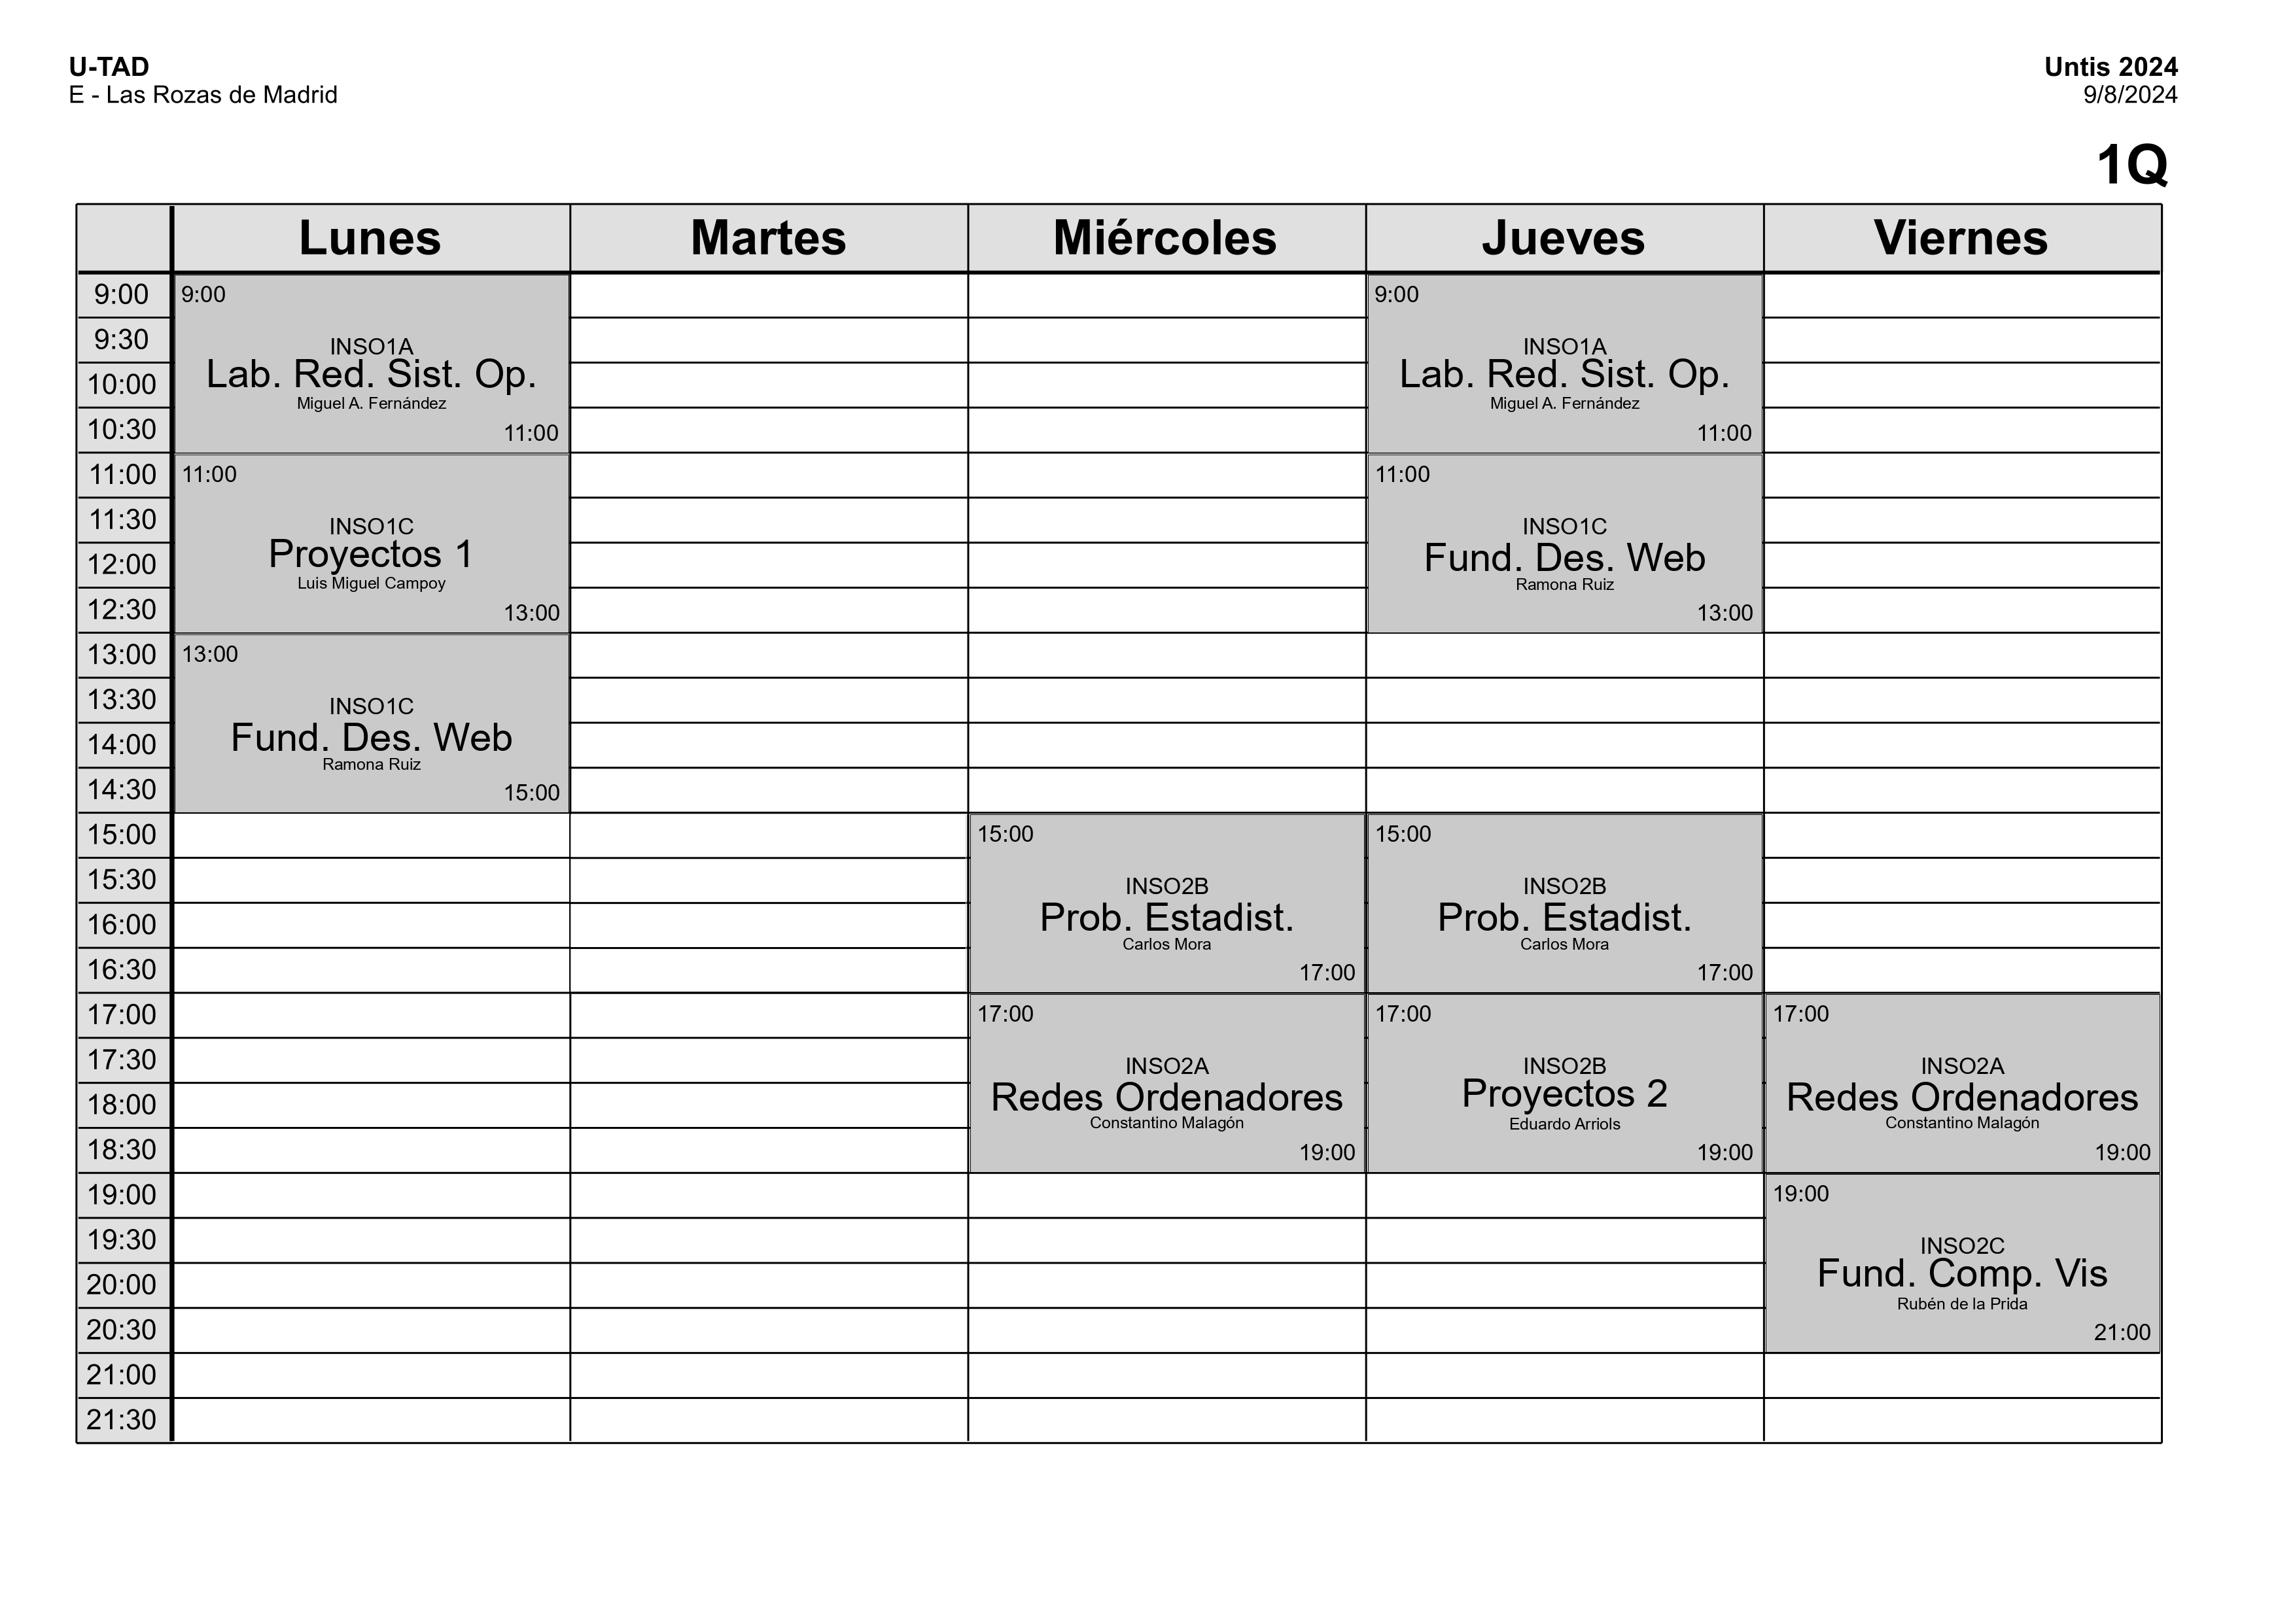 U-TAD
E - Las Rozas de Madrid
Untis 2024
9/8/2024
1Q
Lunes
Martes
Miércoles
Jueves
Viernes
9:00
9:30
10:00
10:30
11:00
11:30
12:00
12:30
13:00
13:30
14:00
14:30
15:00
15:30
16:00
16:30
17:00
17:30
18:00
18:30
19:00
19:30
20:00
20:30
21:00
21:30
9:00
INSO1A
Lab. Red. Sist. Op.
Miguel A. Fernández
11:00
11:00
INSO1C
Proyectos 1
Luis Miguel Campoy
13:00
13:00
INSO1C
Fund. Des. Web
Ramona Ruiz
15:00
15:00
INSO2B
Prob. Estadist.
Carlos Mora
17:00
17:00
INSO2A
Redes Ordenadores
Constantino Malagón
19:00
9:00
INSO1A
Lab. Red. Sist. Op.
Miguel A. Fernández
11:00
11:00
INSO1C
Fund. Des. Web
Ramona Ruiz
13:00
15:00
INSO2B
Prob. Estadist.
Carlos Mora
17:00
17:00
INSO2B
Proyectos 2
Eduardo Arriols
19:00
17:00
INSO2A
Redes Ordenadores
Constantino Malagón
19:00
19:00
INSO2C
Fund. Comp. Vis
Rubén de la Prida
21:00